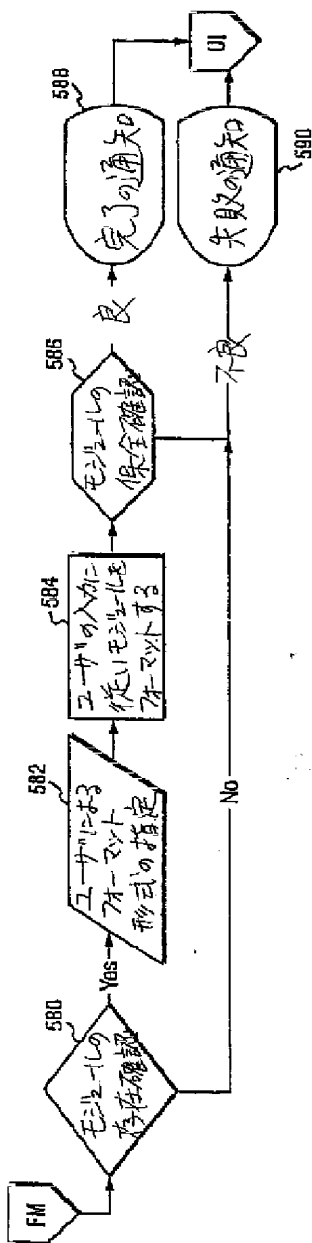 FM
580
モジュールの
存在確認
Yes
No
582
ユーザによる
フォーマット
形式の指定
584
ユーザの入力に
従いモジュールを
フォーマットする
586
モジュールの
保全確認
良
不良
588
完了の通知
590
失敗の通知
UI